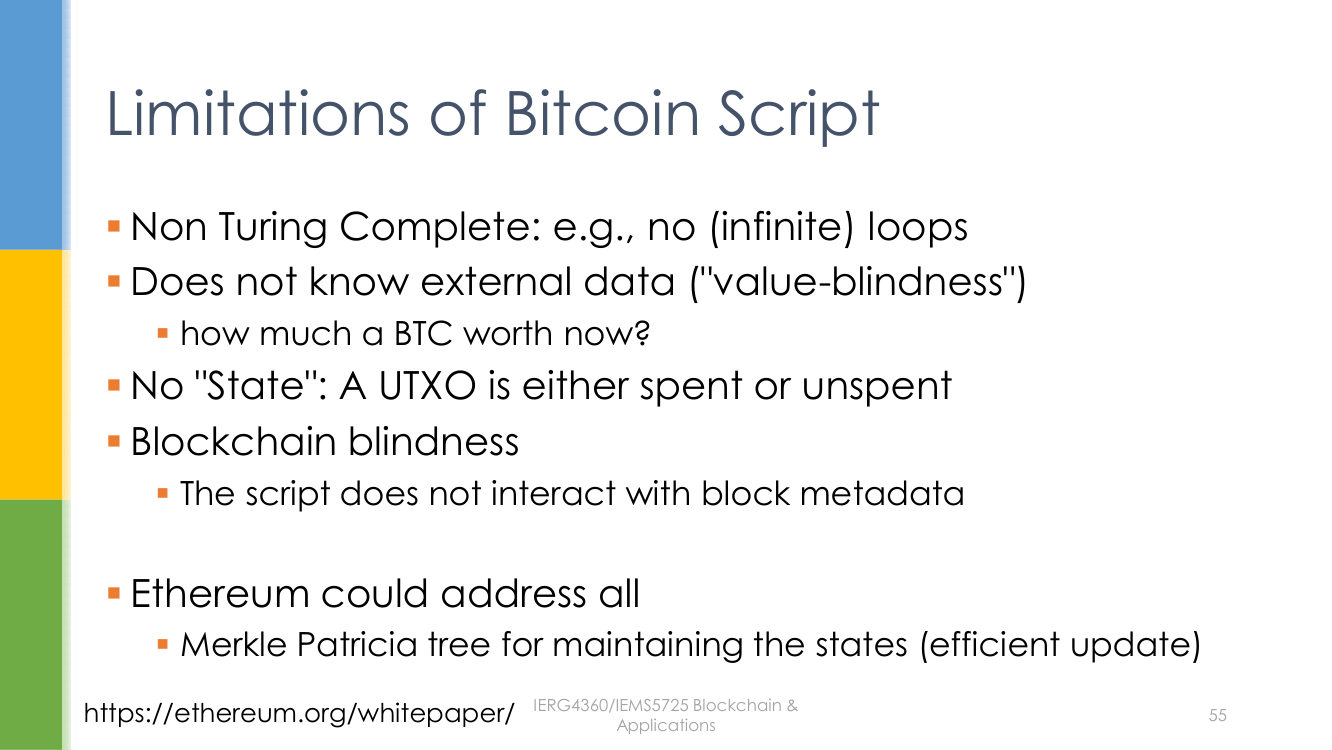 Limitations of Bitcoin Script
Non Turing Complete: e.g., no (infinite) loops
Does not know external data ("value-blindness")
how much a BTC worth now?
No "State": A UTXO is either spent or unspent
Blockchain blindness
The script does not interact with block metadata
Ethereum could address all
Merkle Patricia tree for maintaining the states (efficient update)
https://ethereum.org/whitepaper/
IERG4360/IEMS5725 Blockchain &
Applications
55